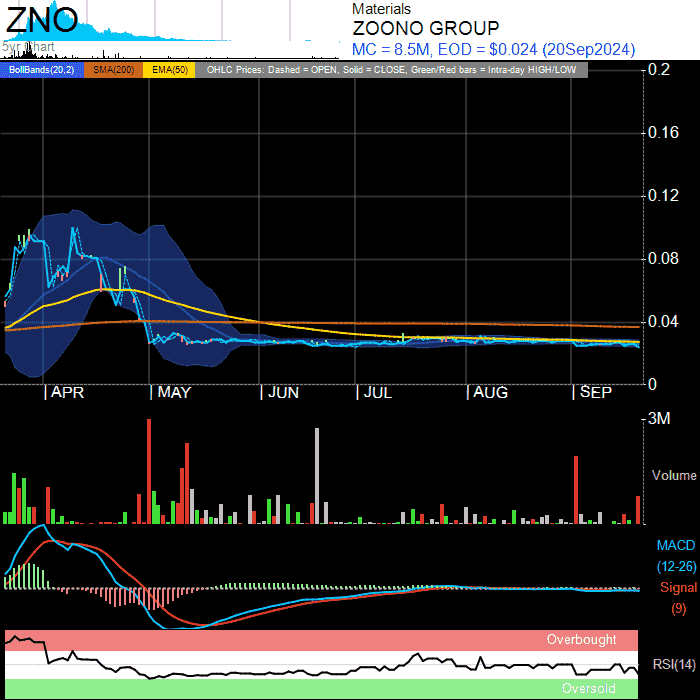 ZNO
5yr Chart
Materials
ZOONO GROUP
MC = 8.5M, EOD = $0.024 (20Sep2024)
BollBands(20,2) SMA(200) EMA(50) OHLC Prices: Dashed = OPEN, Solid = CLOSE, Green/Red bars = Intra-day HIGH/LOW
0.2
0.16
0.12
0.08
0.04
0
APR MAY JUN JUL AUG SEP
3M
Volume
MACD
(12-26)
Signal
(9)
Overbought
RSI(14)
Oversold